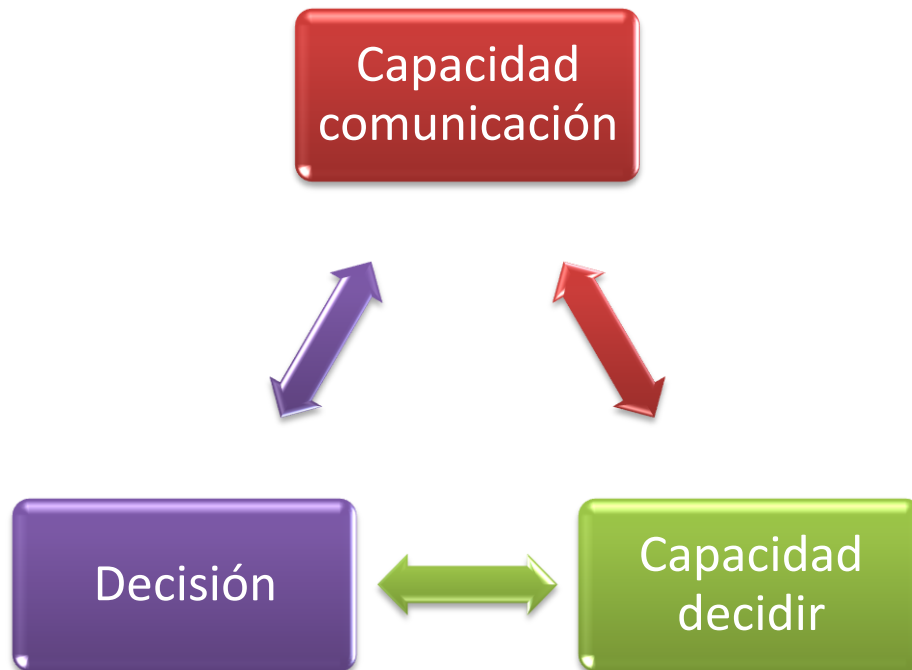 Capacidad
comunicación
Decisión
Capacidad
decidir